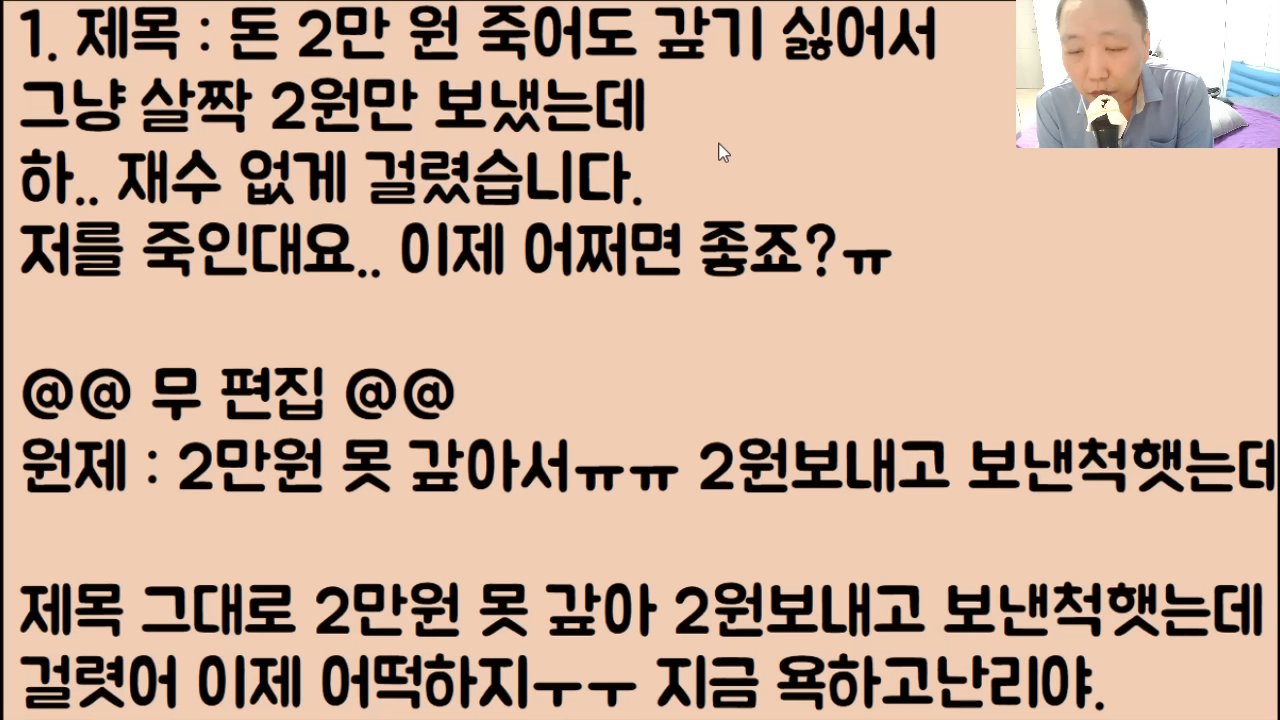 1. 제목 : 돈 2만 원 죽어도 갚기 싫어서
그냥 살짝 2원만 보냈는데
하.. 재수 없게 걸렸습니다.
저를 죽인대요.. 이제 어쩌면 좋죠?ㅠ
@@ 무 편집 @@
원제 : 2만원 못 갚아서ㅠㅠ 2원보내고 보낸척햇는데
제목 그대로 2만원 못 갚아 2원보내고 보낸척햇는데
걸렷어 이제 어떡하지ㅜㅜ 지금 욕하고난리야.